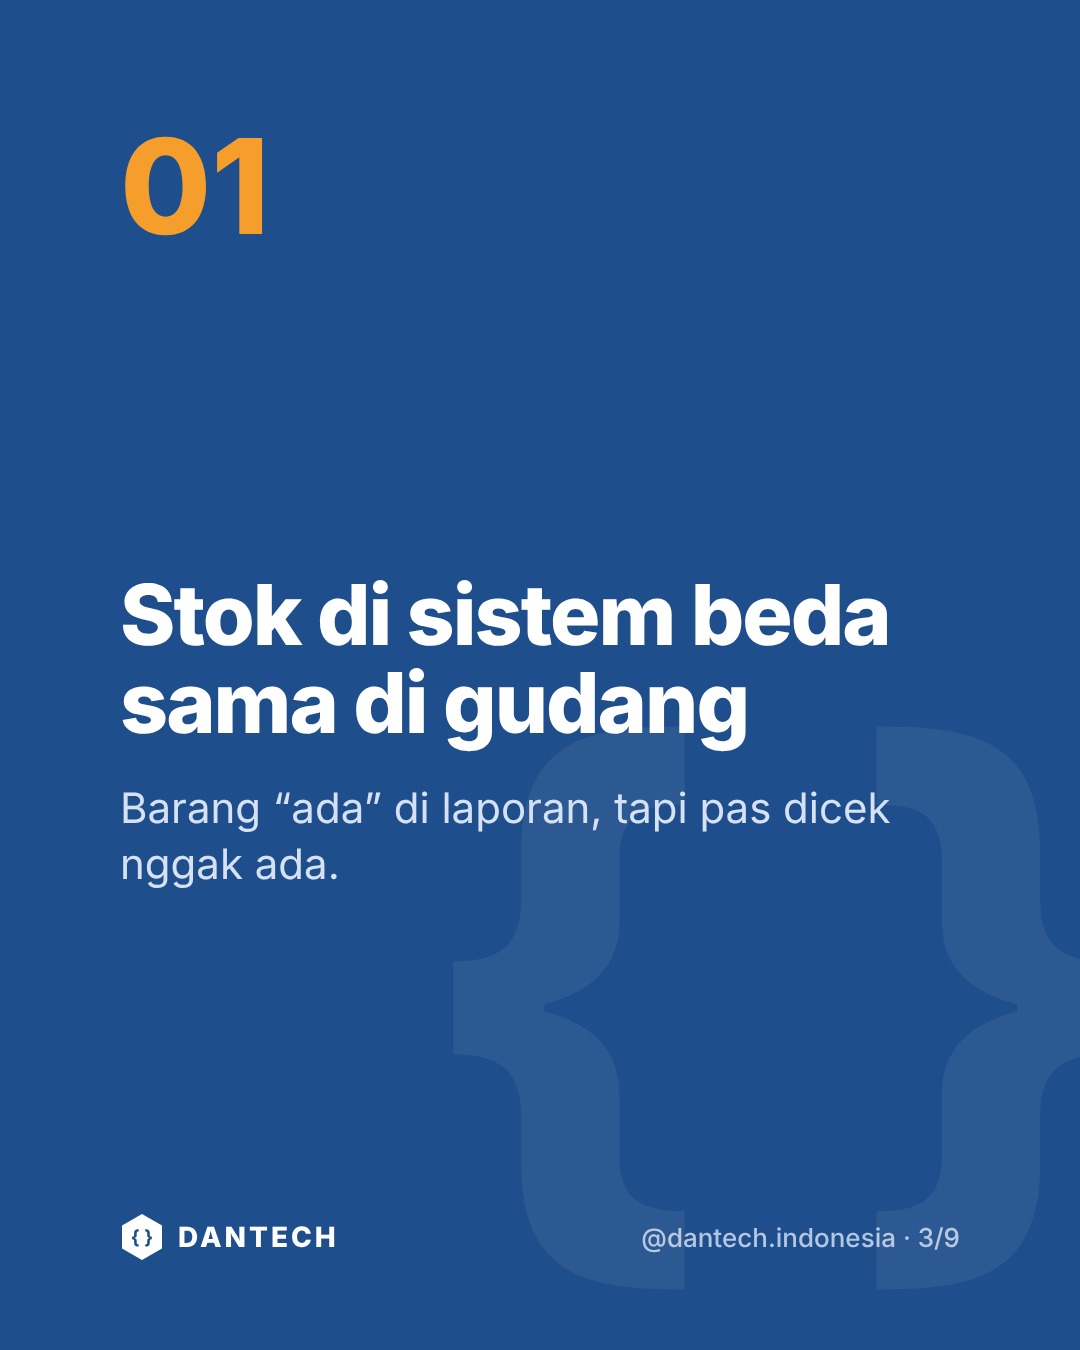 01
Stok di sistem beda
sama di gudang
Barang “ada” di laporan, tapi pas dicek
nggak ada.
{}
DANTECH
@dantech.indonesia · 3/9